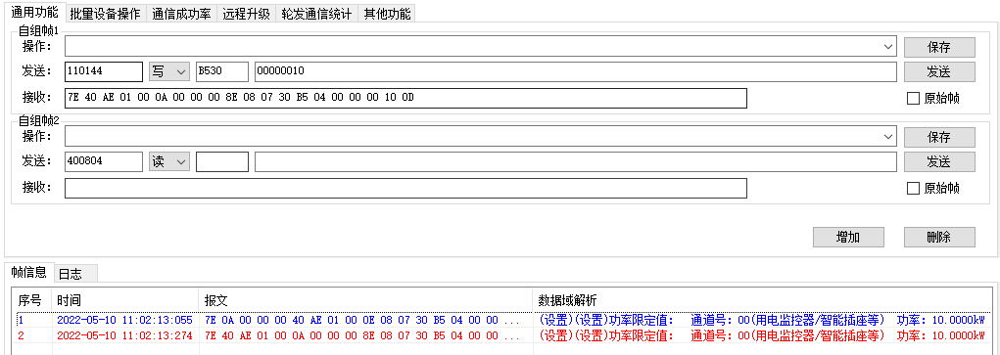 通用功能 批量设备操作 通信成功率 远程升级 轮发通信统计 其他功能
自组帧1
操作: 保存
发送: 110144 写 B530 00000010 发送
接收: 7E 40 AE 01 00 0A 00 00 00 8E 08 07 30 B5 04 00 00 00 10 0D 原始帧
自组帧2
操作: 保存
发送: 400804 读 发送
接收: 原始帧
增加 删除
帧信息 日志
序号 时间 报文 数据域解析
1 2022-05-10 11:02:13:055 7E 0A 00 00 00 40 AE 01 00 0E 08 07 30 B5 04 00 00 ... (设置)(设置)功率限定值: 通道号: 00(用电监控器/智能插座等) 功率: 10.0000kW
2 2022-05-10 11:02:13:274 7E 40 AE 01 00 0A 00 00 00 8E 08 07 30 B5 04 00 00 ... (设置)(设置)功率限定值: 通道号: 00(用电监控器/智能插座等) 功率: 10.0000kW